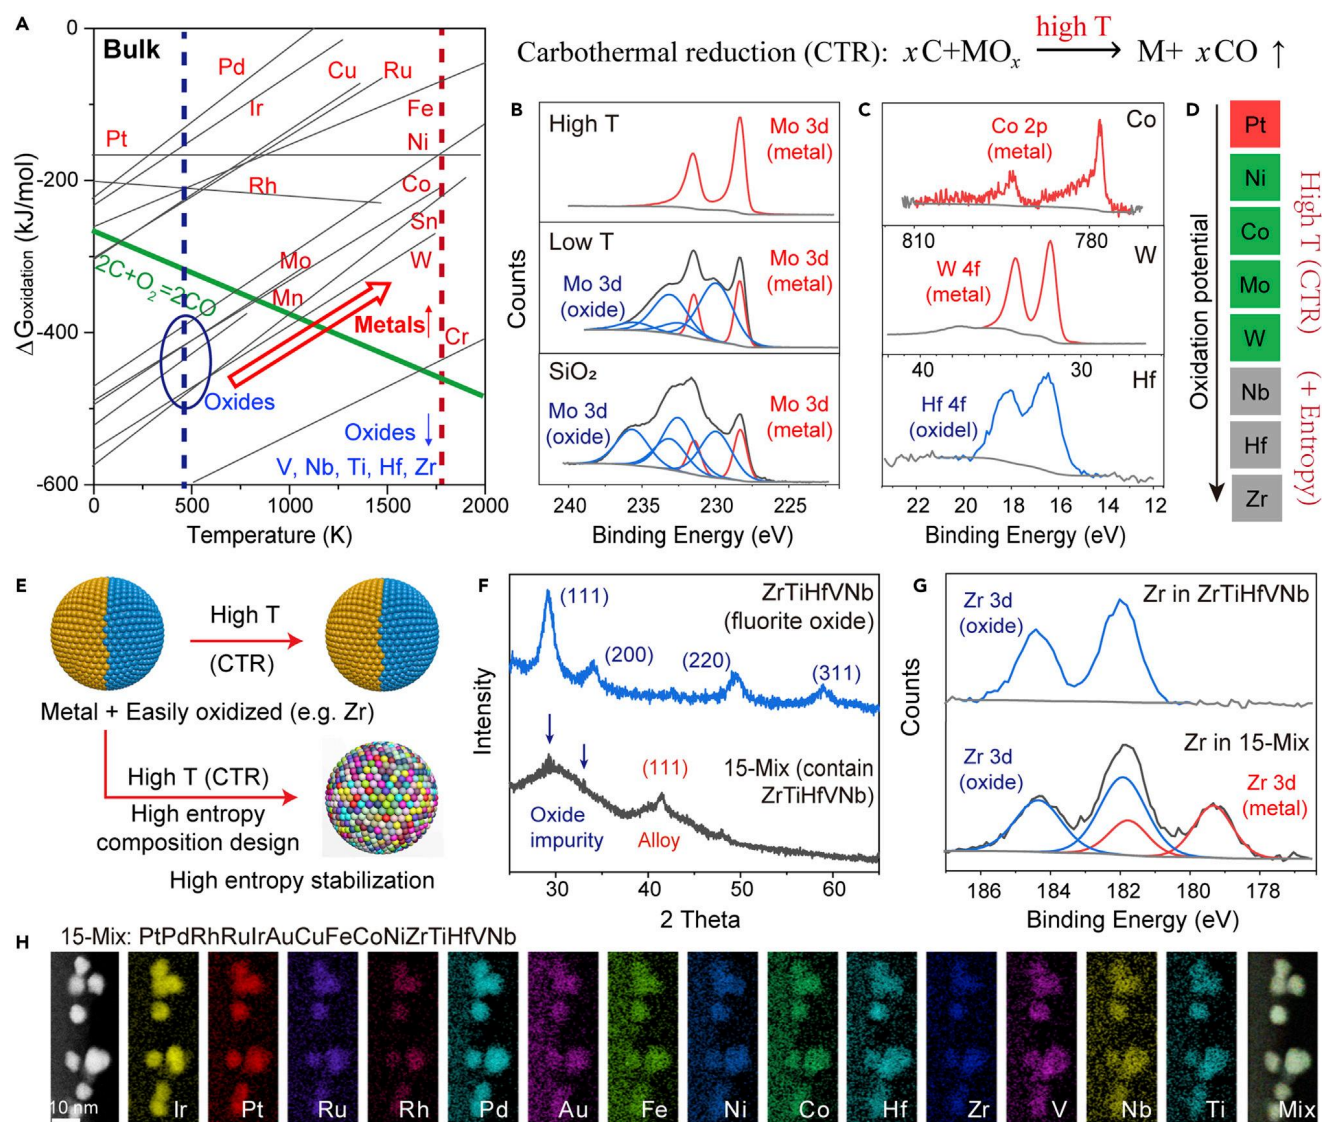 A
Bulk
0
-200
-400
-600
ΔGoxidation (kJ/mol)
Pd
Cu
Ru
Ir
Fe
Pt
Ni
Rh
Co
Sn
Mo
W
Mn
2C+O₂=2CO
Metals
Cr
Oxides
Oxides
V, Nb, Ti, Hf, Zr
0
500
1000
1500
2000
Temperature (K)
high T
Carbothermal reduction (CTR): xC+MOₓ → M+ xCO ↑
B
High T
Mo 3d
(metal)
Low T
Mo 3d
(oxide)
Mo 3d
(metal)
SiO₂
Mo 3d
(oxide)
Mo 3d
(metal)
Counts
240
235
230
225
Binding Energy (eV)
C
Co
Co 2p
(metal)
810
780
W
W 4f
(metal)
40
30
Hf
Hf 4f
(oxidel)
22 20 18 16 14 12
Binding Energy (eV)
D
Oxidation potential
Pt
Ni
Co
Mo
W
Nb
Hf
Zr
High T (CTR)
(+ Entropy)
E
High T
(CTR)
Metal + Easily oxidized (e.g. Zr)
High T (CTR)
High entropy
composition design
High entropy stabilization
F
ZrTiHfVNb
(fluorite oxide)
(111)
(200)
(220)
(311)
Intensity
15-Mix (contain
ZrTiHfVNb)
(111)
Oxide
impurity
Alloy
30
40
50
60
2 Theta
G
Zr in ZrTiHfVNb
Zr 3d
(oxide)
Counts
Zr in 15-Mix
Zr 3d
(oxide)
Zr 3d
(metal)
186
184
182
180
178
Binding Energy (eV)
H
15-Mix: PtPdRhRuIrAuCuFeCoNiZrTiHfVNb
10 nm
Ir
Pt
Ru
Rh
Pd
Au
Fe
Ni
Co
Hf
Zr
V
Nb
Ti
Mix